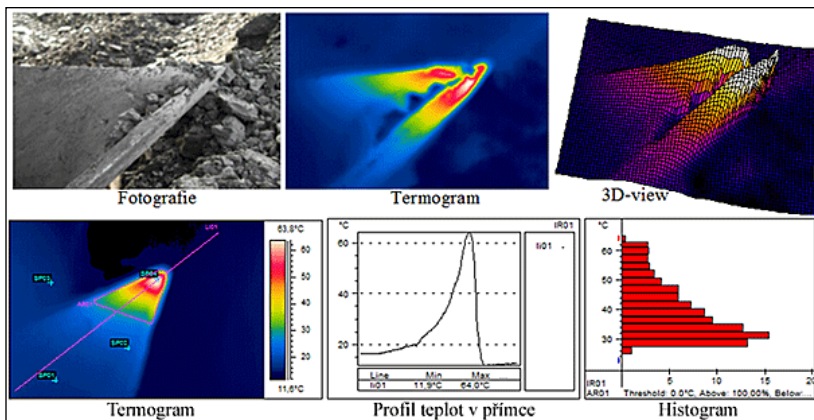 Fotografie
Termogram
3D-view
LI01
SP03
SP04
AR01
SP02
SP01
63,8°C
60
50
40
30
20
11,6°C
Termogram
°C
60
40
20
IR01
li01
Line Min Max
li01 11,9°C 64,0°C
Profil teplot v přímce
°C
60
50
40
30
0 5 10 15 20
IR01
AR01 Threshold: 0.0°C, Above: 100,00%, Below:...
Histogram